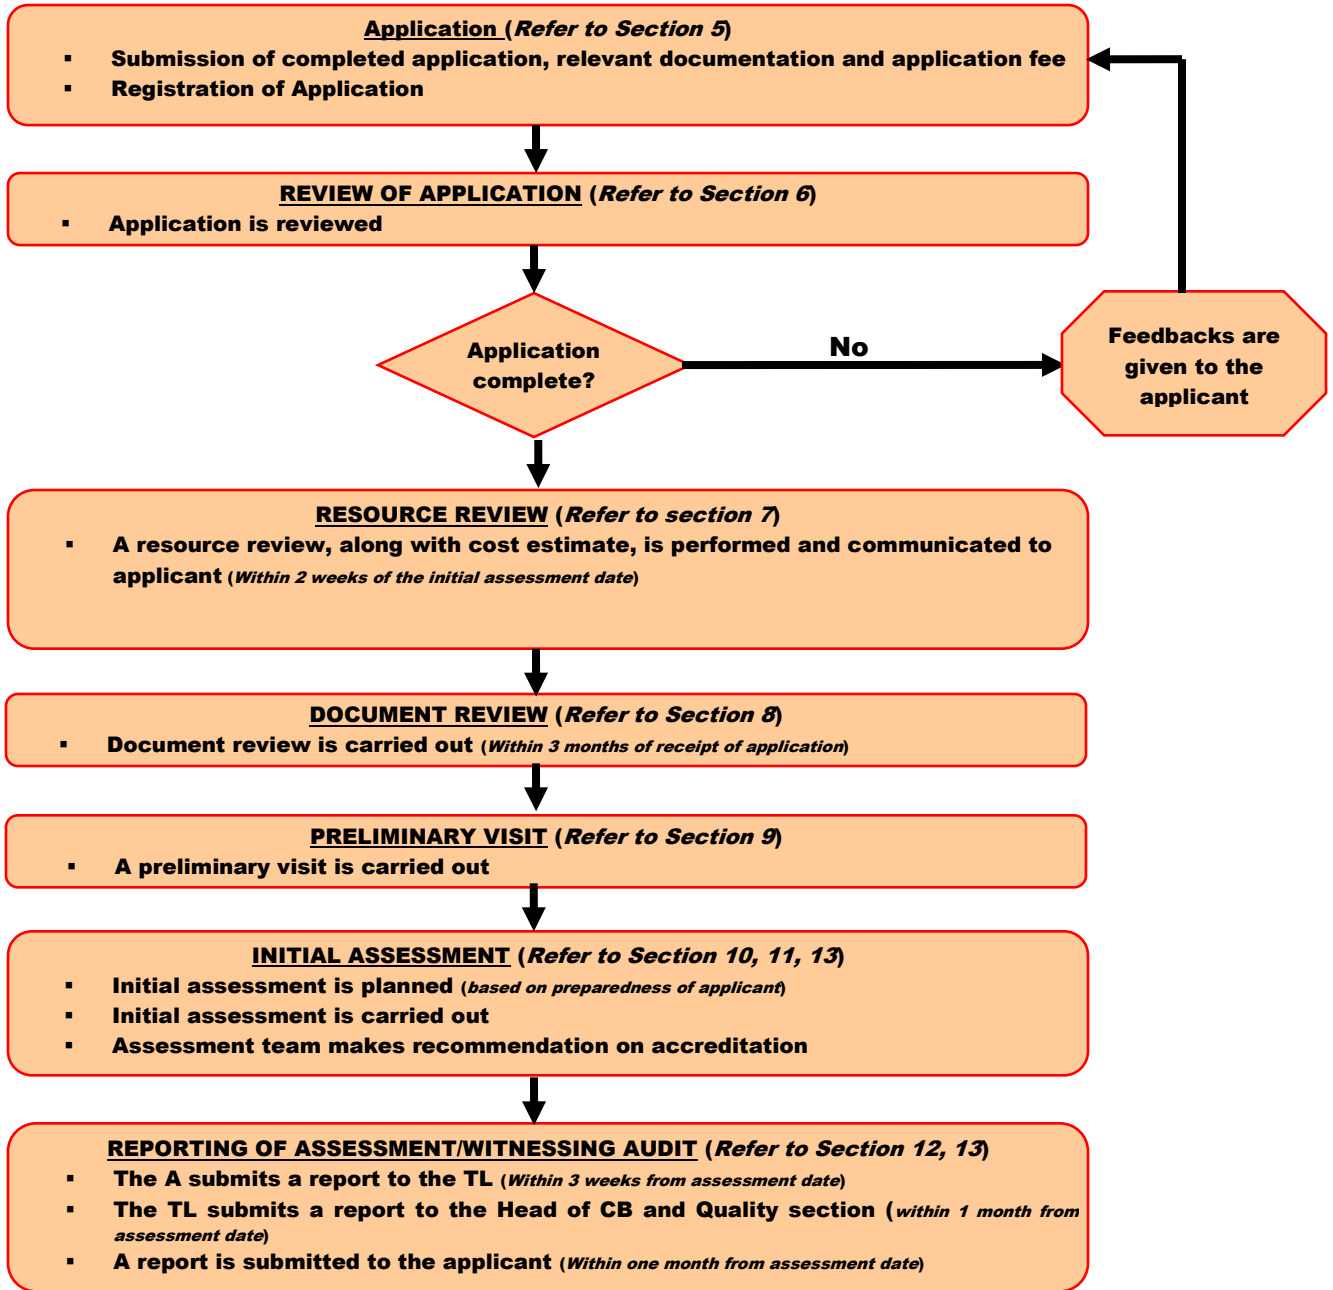 Application (Refer to Section 5)
▪ Submission of completed application, relevant documentation and application fee
▪ Registration of Application
REVIEW OF APPLICATION (Refer to Section 6)
▪ Application is reviewed
Application
complete?
No
Feedbacks are
given to the
applicant
RESOURCE REVIEW (Refer to section 7)
▪ A resource review, along with cost estimate, is performed and communicated to
applicant (Within 2 weeks of the initial assessment date)
DOCUMENT REVIEW (Refer to Section 8)
▪ Document review is carried out (Within 3 months of receipt of application)
PRELIMINARY VISIT (Refer to Section 9)
▪ A preliminary visit is carried out
INITIAL ASSESSMENT (Refer to Section 10, 11, 13)
▪ Initial assessment is planned (based on preparedness of applicant)
▪ Initial assessment is carried out
▪ Assessment team makes recommendation on accreditation
REPORTING OF ASSESSMENT/WITNESSING AUDIT (Refer to Section 12, 13)
▪ The A submits a report to the TL (Within 3 weeks from assessment date)
▪ The TL submits a report to the Head of CB and Quality section (within 1 month from
assessment date)
▪ A report is submitted to the applicant (Within one month from assessment date)